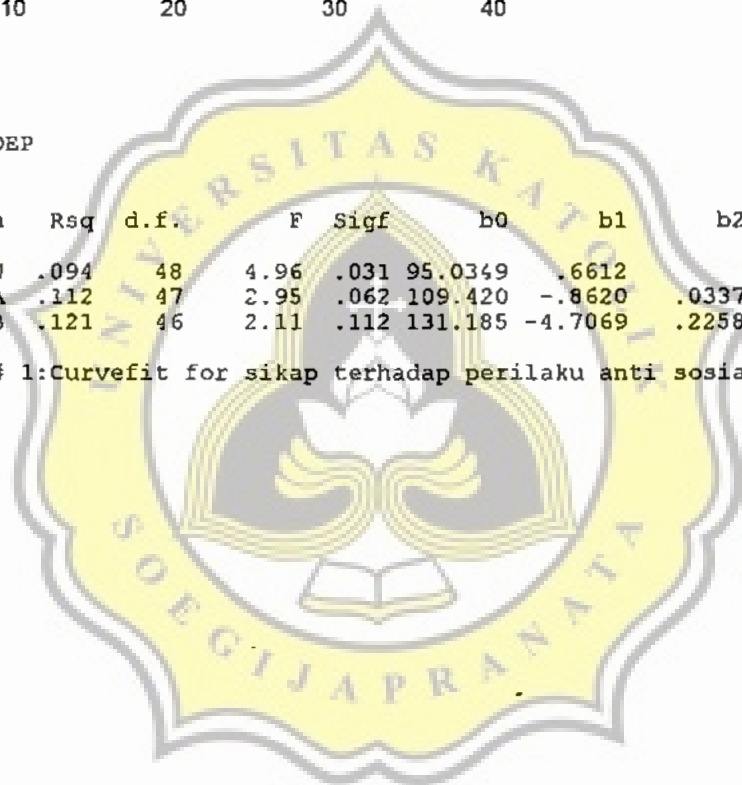 10 20 30 40
DEP
Rsq d.f. F Sigf b0 b1 b2
.094 48 4.96 .031 95.0349 .6612
.112 47 2.95 .062 109.420 -.8620 .0337
.121 46 2.11 .112 131.185 -4.7069 .2258
1:Curvefit for sikap terhadap perilaku anti sosia
UNIVERSITAS KATOLIK
SOEGIJAPRANATA